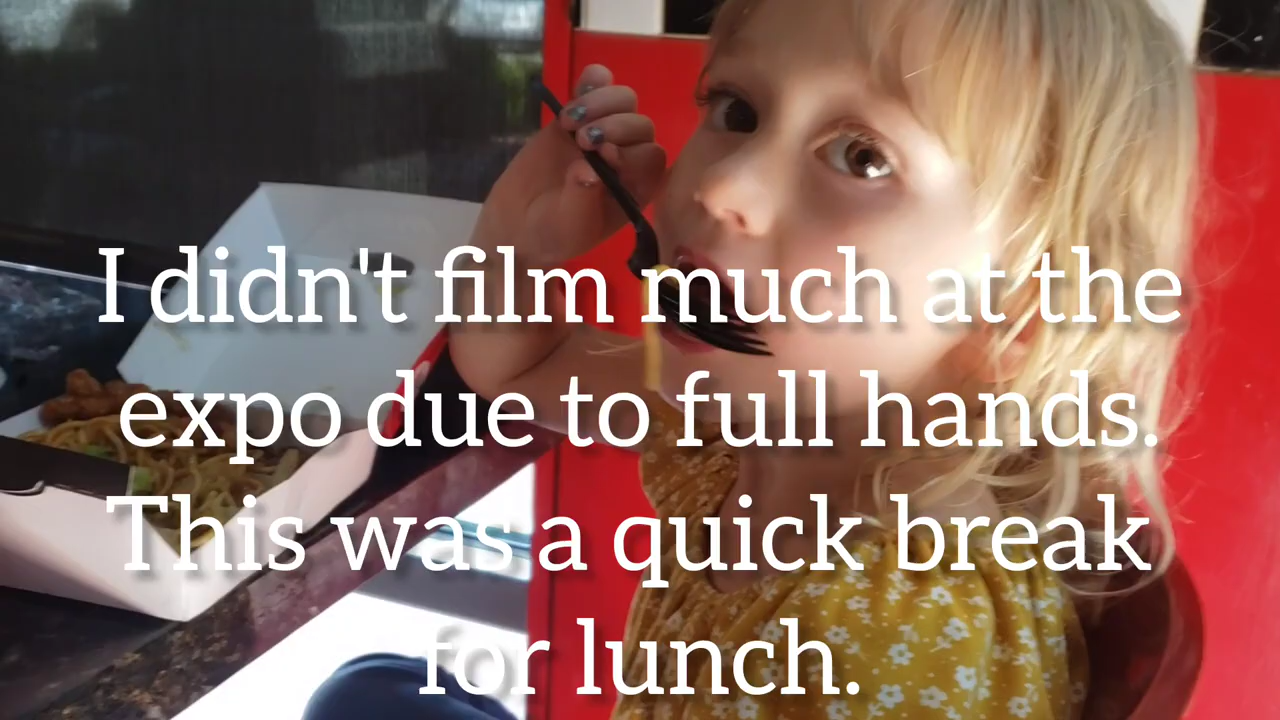 I didn't film much at the
expo due to full hands.
This was a quick break
for lunch.